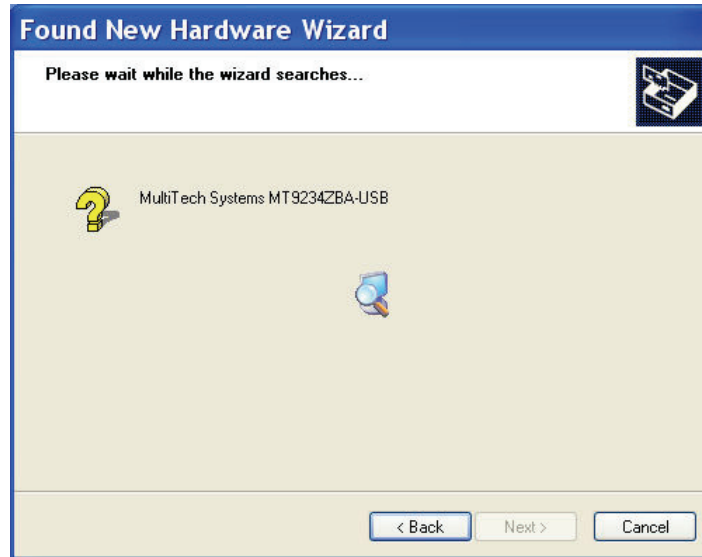 Found New Hardware Wizard
Please wait while the wizard searches...
MultiTech Systems MT9234ZBA-USB
< Back
Next >
Cancel